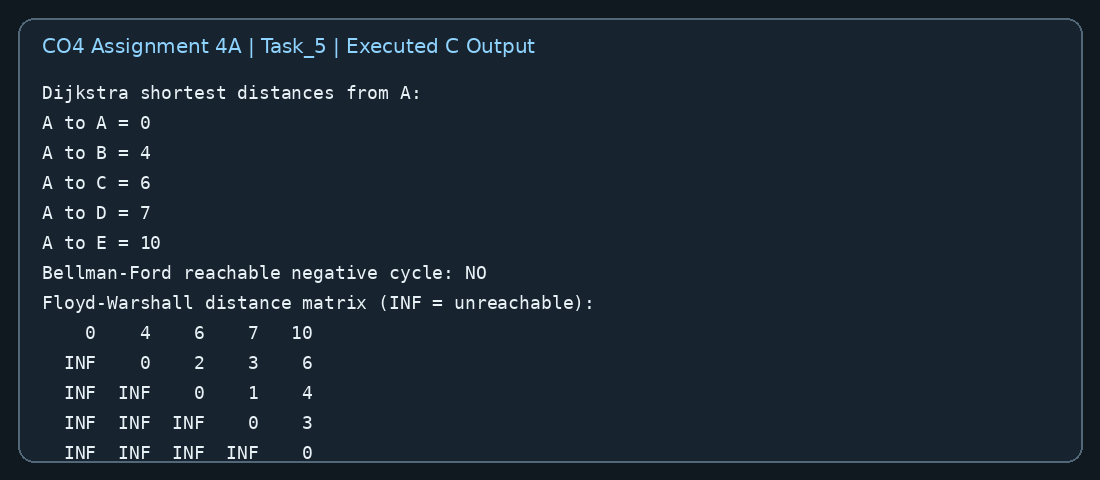 CO4 Assignment 4A | Task_5 | Executed C Output
Dijkstra shortest distances from A:
A to A = 0
A to B = 4
A to C = 6
A to D = 7
A to E = 10
Bellman-Ford reachable negative cycle: NO
Floyd-Warshall distance matrix (INF = unreachable):
    0    4    6    7   10
  INF    0    2    3    6
  INF  INF    0    1    4
  INF  INF  INF    0    3
  INF  INF  INF  INF    0